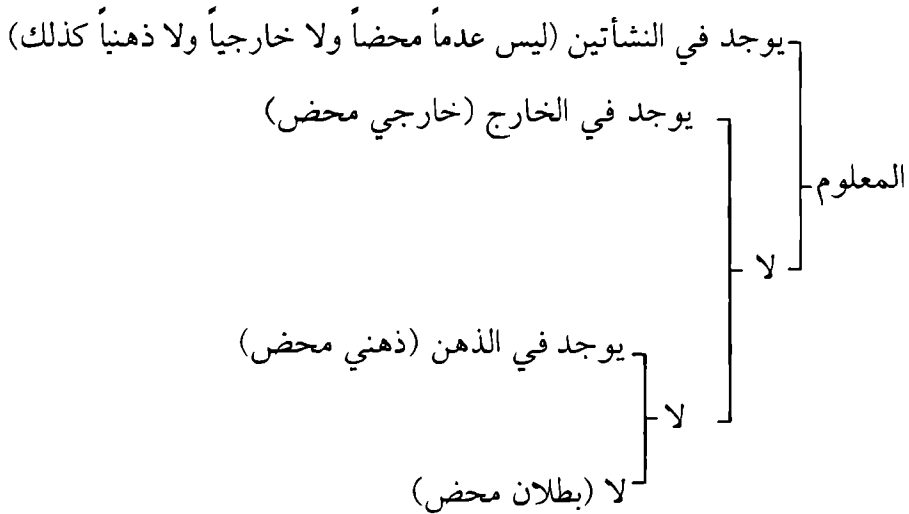 يوجد في النشأتين (ليس عدماً محضاً ولا خارجياً ولا ذهنياً كذلك)
يوجد في الخارج (خارجي محض)
المعلوم
لا
يوجد في الذهن (ذهني محض)
لا
لا (بطلان محض)